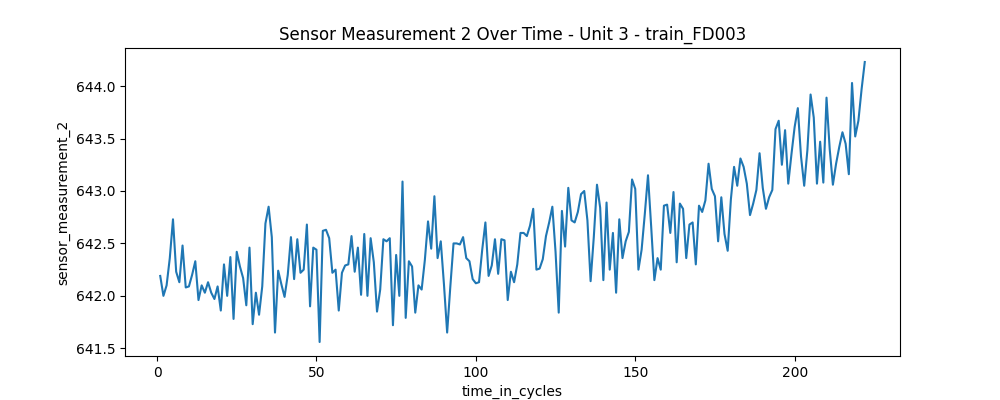 Sensor Measurement 2 Over Time - Unit 3 - train_FD003
644.0
643.5
643.0
642.5
642.0
641.5
sensor_measurement_2
0 50 100 150 200
time_in_cycles